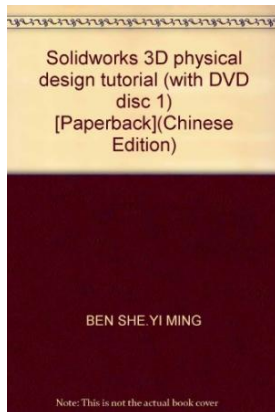 Solidworks 3D physical
design tutorial (with DVD
disc 1)
[Paperback](Chinese
Edition)
BEN SHE.YI MING
Note: This is not the actual book cover